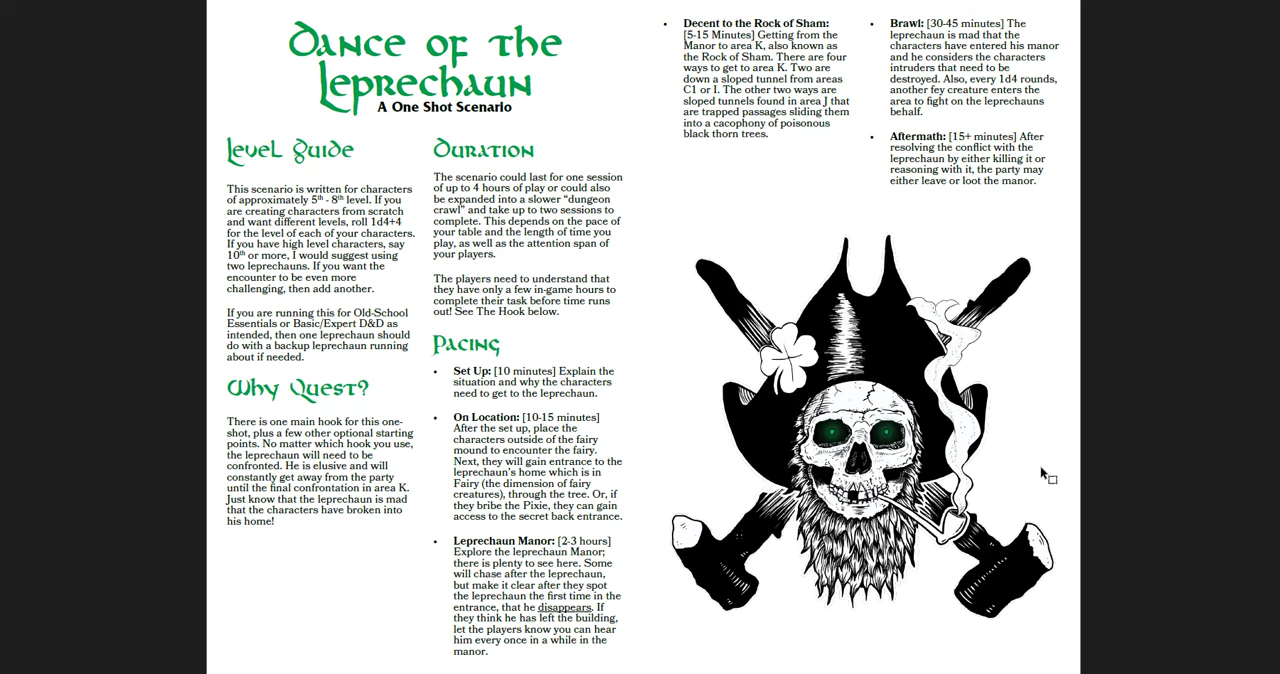 Dance of the
Leprechaun
A One Shot Scenario
Level Guide
This scenario is written for characters
of approximately 5th - 8th level. If you
are creating characters from scratch
and want different levels, roll 1d4+4
for the level of each of your characters.
If you have high level characters, say
10th or more, I would suggest using
two leprechauns. If you want the
encounter to be even more
challenging, then add another.
If you are running this for Old-School
Essentials or Basic/Expert D&D as
intended, then one leprechaun should
do with a backup leprechaun running
about if needed.
Why Quest?
There is one main hook for this one-
shot, plus a few other optional starting
points. No matter which hook you use,
the leprechaun will need to be
confronted. He is elusive and will
constantly get away from the party
until the final confrontation in area K.
Just know that the leprechaun is mad
that the characters have broken into
his home!
Duration
The scenario could last for one session
of up to 4 hours of play or could also
be expanded into a slower “dungeon
crawl” and take up to two sessions to
complete. This depends on the pace of
your table and the length of time you
play, as well as the attention span of
your players.
The players need to understand that
they have only a few in-game hours to
complete their task before time runs
out! See The Hook below.
Pacing
• Set Up: [10 minutes] Explain the
situation and why the characters
need to get to the leprechaun.
• On Location: [10-15 minutes]
After the set up, place the
characters outside of the fairy
mound to encounter the fairy.
Next, they will gain entrance to the
leprechaun's home which is in
Fairy (the dimension of fairy
creatures), through the tree. Or, if
they bribe the Pixie, they can gain
access to the secret back entrance.
• Leprechaun Manor: [2-3 hours]
Explore the leprechaun Manor;
there is plenty to see here. Some
will chase after the leprechaun,
but make it clear after they spot
the leprechaun the first time in the
entrance, that he disappears. If
they think he has left the building,
let the players know you can hear
him every once in a while in the
manor.
• Decent to the Rock of Sham:
[5-15 Minutes] Getting from the
Manor to area K, also known as
the Rock of Sham. There are four
ways to get to area K. Two are
down a sloped tunnel from areas
C1 or I. The other two ways are
sloped tunnels found in area J that
are trapped passages sliding them
into a cacophony of poisonous
black thorn trees.
• Brawl: [30-45 minutes] The
leprechaun is mad that the
characters have entered his manor
and he considers the characters
intruders that need to be
destroyed. Also, every 1d4 rounds,
another fey creature enters the
area to fight on the leprechauns
behalf.
• Aftermath: [15+ minutes] After
resolving the conflict with the
leprechaun by either killing it or
reasoning with it, the party may
either leave or loot the manor.